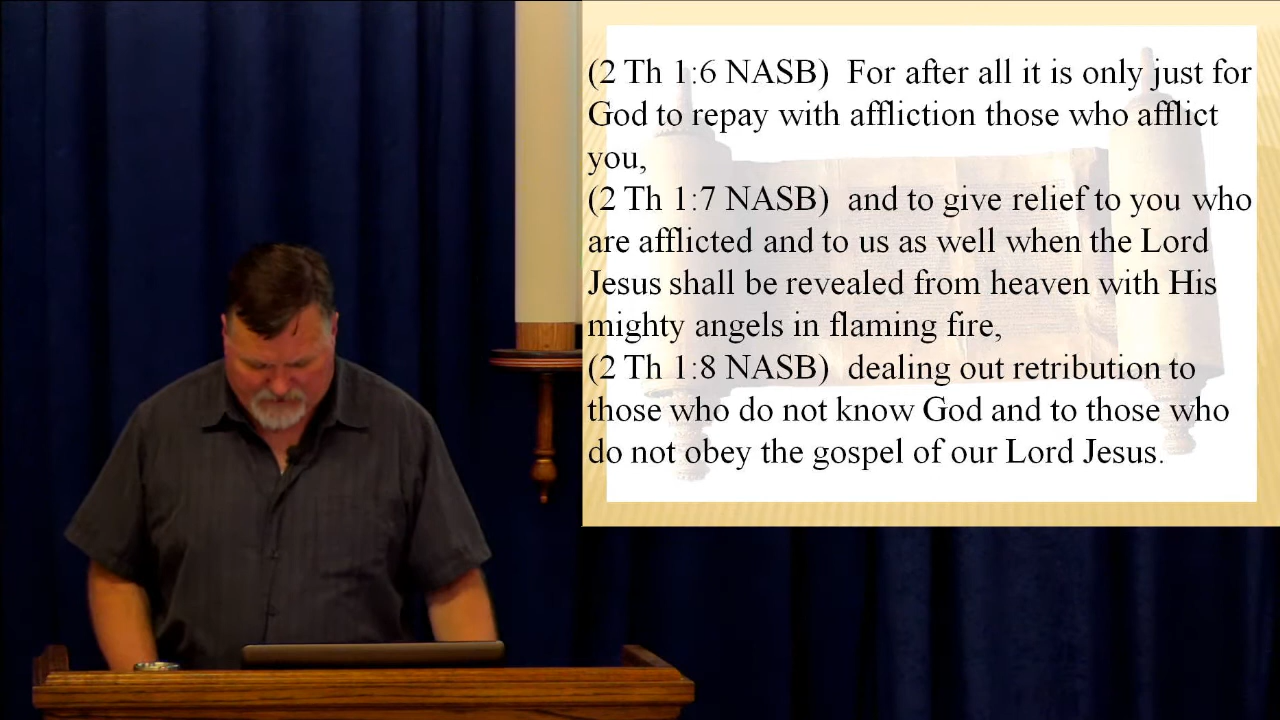 (2 Th 1:6 NASB)  For after all it is only just for
God to repay with affliction those who afflict
you,
(2 Th 1:7 NASB)  and to give relief to you who
are afflicted and to us as well when the Lord
Jesus shall be revealed from heaven with His
mighty angels in flaming fire,
(2 Th 1:8 NASB)  dealing out retribution to
those who do not know God and to those who
do not obey the gospel of our Lord Jesus.